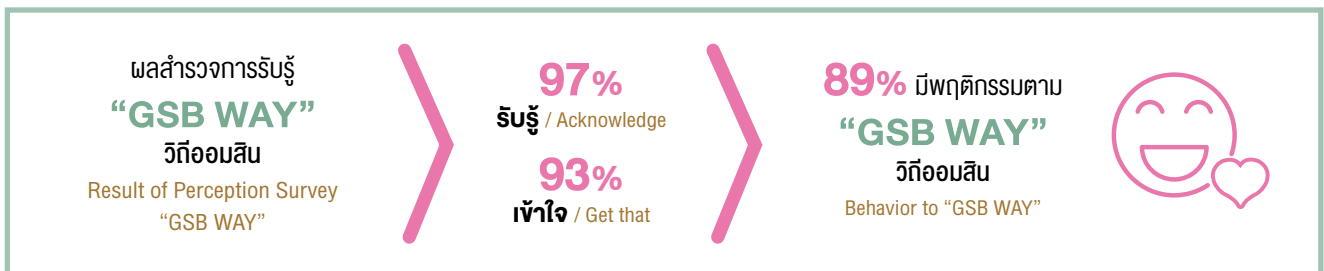 ผลสำรวจการรับรู้
“GSB WAY”
วิถีออมสิน
Result of Perception Survey
“GSB WAY”
97%
รับรู้ / Acknowledge
93%
เข้าใจ / Get that
89% มีพฤติกรรมตาม
“GSB WAY”
วิถีออมสิน
Behavior to “GSB WAY”